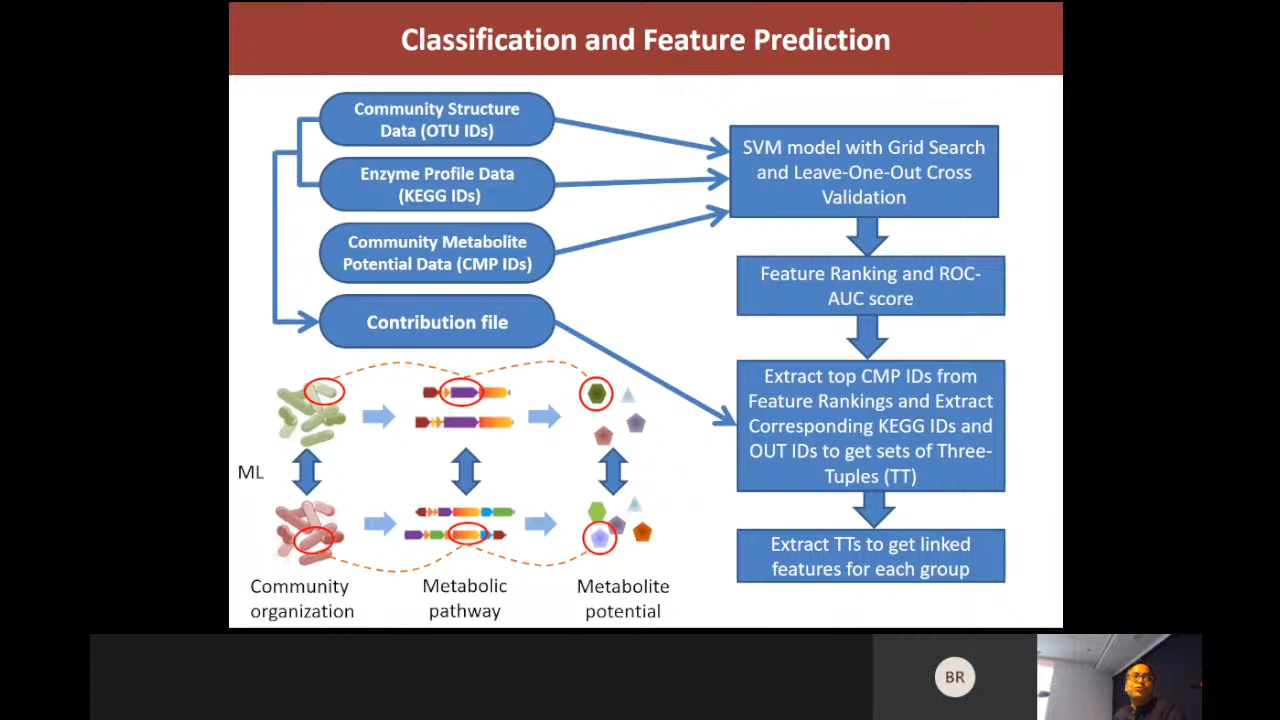 Classification and Feature Prediction
Community Structure
Data (OTU IDs)
Enzyme Profile Data
(KEGG IDs)
Community Metabolite
Potential Data (CMP IDs)
Contribution file
SVM model with Grid Search
and Leave-One-Out Cross
Validation
Feature Ranking and ROC-
AUC score
Extract top CMP IDs from
Feature Rankings and Extract
Corresponding KEGG IDs and
OUT IDs to get sets of Three-
Tuples (TT)
Extract TTs to get linked
features for each group
ML
Community
organization
Metabolic
pathway
Metabolite
potential
BR